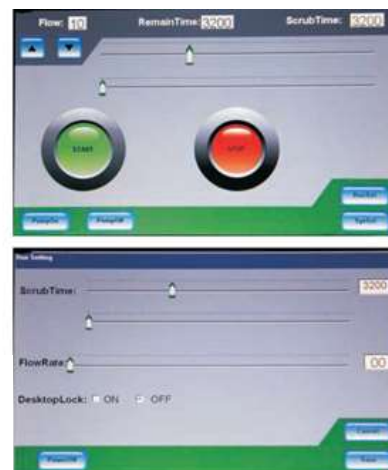 Flow: 10 RemainTime: 3200 ScrubTime: 3200
START
STOP
PumpOn PumpOff
ScrubTime: 3200
FlowRate: 00
DesktopLock: ON OFF
Cancel
PowerOff Save